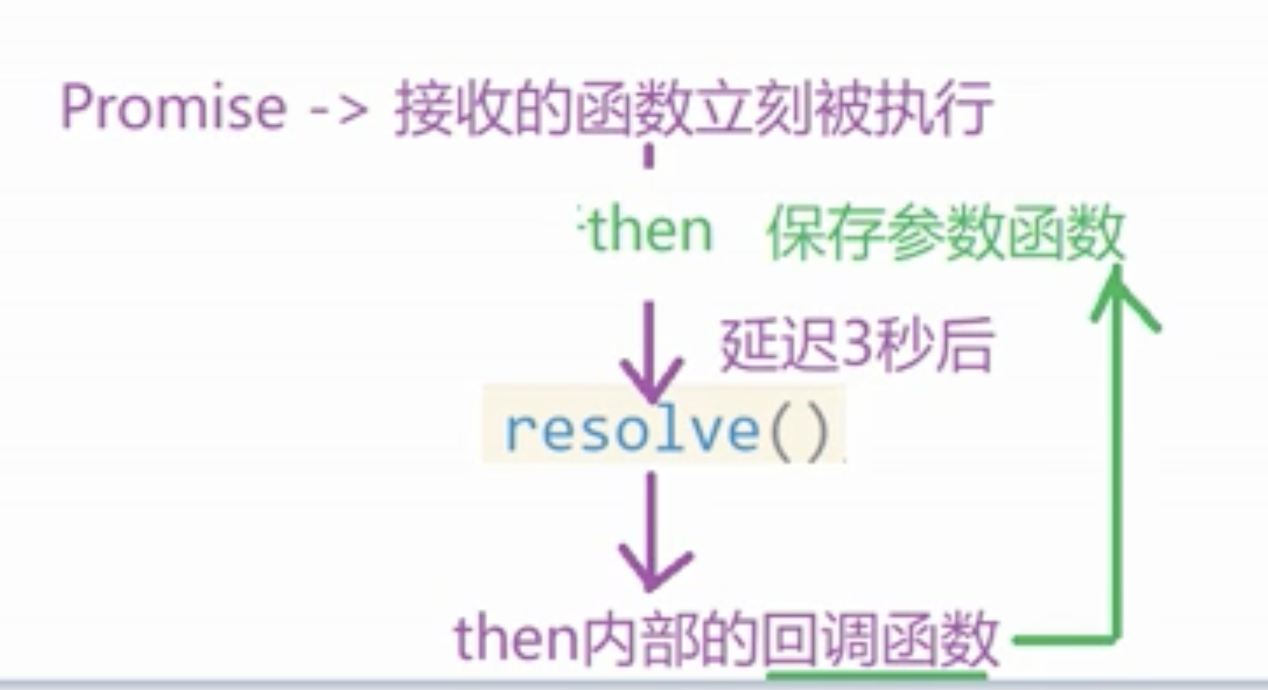 Promise -> 接收的函数立刻被执行
then 保存参数函数
延迟3秒后
resolve()
then内部的回调函数